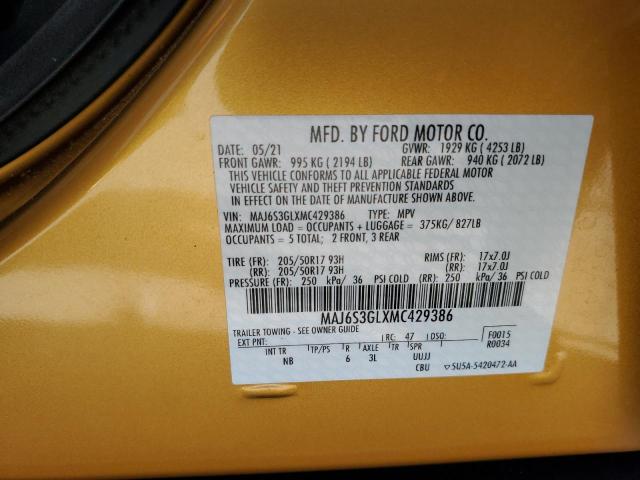 MFD. BY FORD MOTOR CO.
DATE: 05/21 GVWR: 1929 KG ( 4253 LB)
FRONT GAWR: 995 KG ( 2194 LB) REAR GAWR: 940 KG ( 2072 LB)
THIS VEHICLE CONFORMS TO ALL APPLICABLE FEDERAL MOTOR
VEHICLE SAFETY AND THEFT PREVENTION STANDARDS
IN EFFECT ON THE DATE OF MANUFACTURE SHOWN ABOVE.
VIN: MAJ6S3GLXMC429386 TYPE: MPV
MAXIMUM LOAD = OCCUPANTS + LUGGAGE = 375KG/ 827LB
OCCUPANTS = 5 TOTAL; 2 FRONT, 3 REAR
TIRE (FR): 205/50R17 93H RIMS (FR): 17x7.0J
(RR): 205/50R17 93H (RR): 17x7.0J
PRESSURE (FR): 250 kPa/ 36 PSI COLD (RR): 250 kPa/ 36 PSI COLD
MAJ6S3GLXMC429386
TRAILER TOWING - SEE OWNER GUIDE
EXT PNT: RC: 47 DSO: F0015
R0034
INT TR TP/PS R AXLE TR SPR UUJJ
NB 6 3L CBU 5U5A-5420472-AA